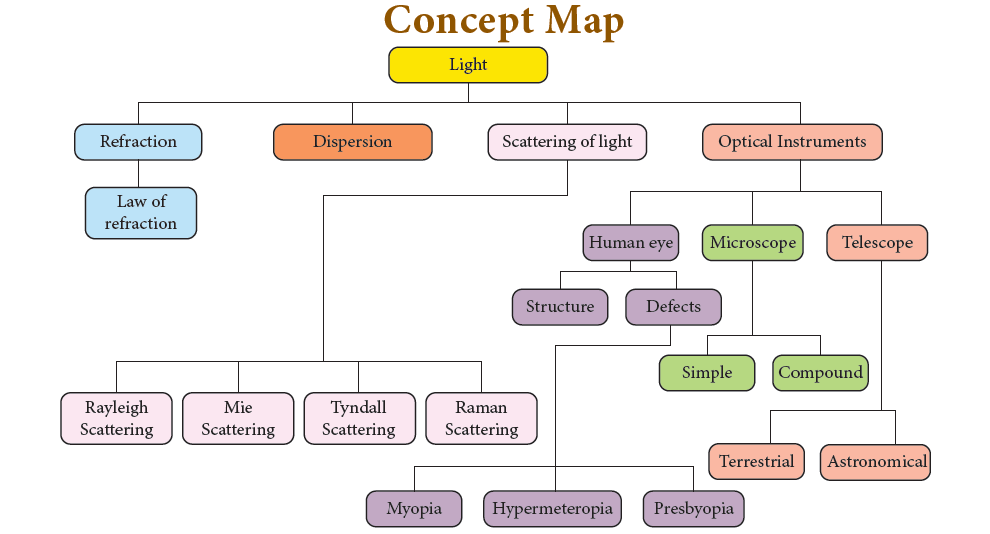 Concept Map
Light
Refraction
Dispersion
Scattering of light
Optical Instruments
Law of
refraction
Human eye
Microscope
Telescope
Structure
Defects
Simple
Compound
Rayleigh
Scattering
Mie
Scattering
Tyndall
Scattering
Raman
Scattering
Terrestrial
Astronomical
Myopia
Hypermeteropia
Presbyopia